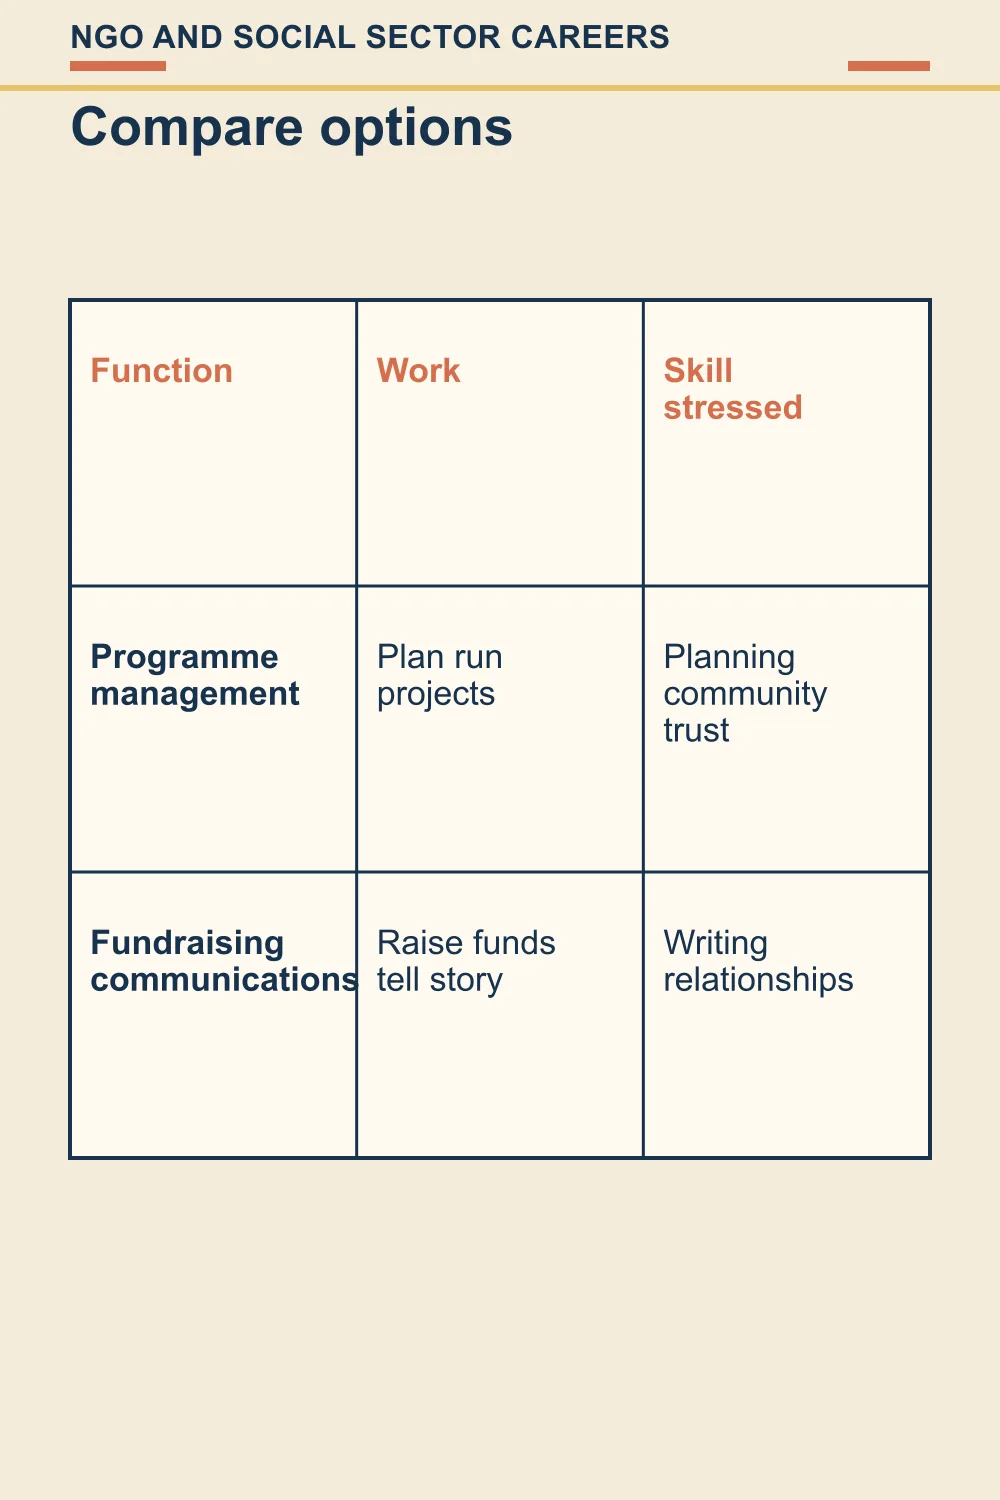 NGO AND SOCIAL SECTOR CAREERS
Compare options
Function
Work
Skill
stressed
Programme
management
Plan run
projects
Planning
community
trust
Fundraising
communications
Raise funds
tell story
Writing
relationships